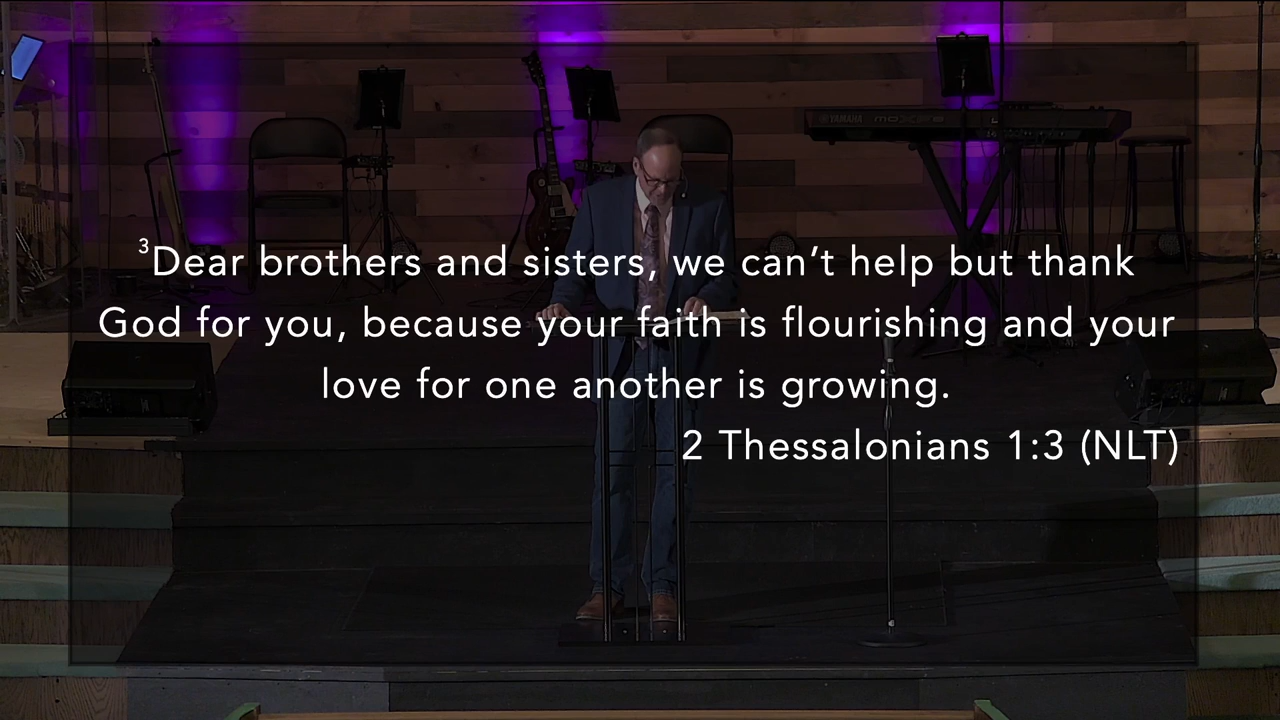 YAMAHA
³Dear brothers and sisters, we can’t help but thank
God for you, because your faith is flourishing and your
love for one another is growing.
2 Thessalonians 1:3 (NLT)